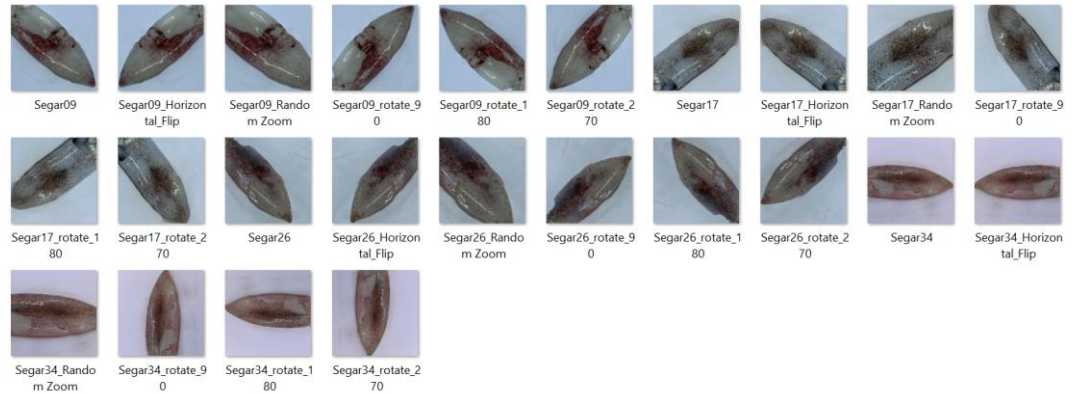 Segar09
Segar09_Horizon
tal_Flip
Segar09_Rando
m Zoom
Segar09_rotate_9
0
Segar09_rotate_1
80
Segar09_rotate_2
70
Segar17
Segar17_Horizon
tal_Flip
Segar17_Rando
m Zoom
Segar17_rotate_9
0
Segar17_rotate_1
80
Segar17_rotate_2
70
Segar26
Segar26_Horizon
tal_Flip
Segar26_Rando
m Zoom
Segar26_rotate_9
0
Segar26_rotate_1
80
Segar26_rotate_2
70
Segar34
Segar34_Horizon
tal_Flip
Segar34_Rando
m Zoom
Segar34_rotate_9
0
Segar34_rotate_1
80
Segar34_rotate_2
70